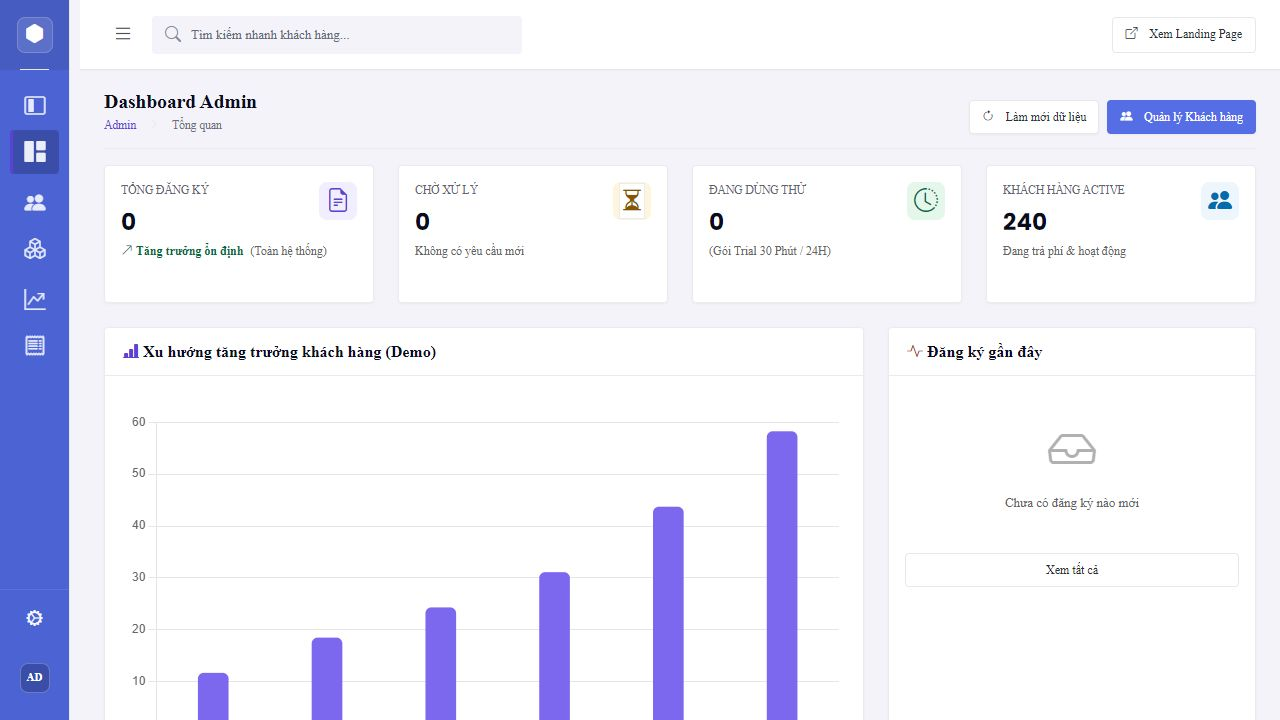 Tìm kiếm nhanh khách hàng...
Xem Landing Page
Dashboard Admin
Admin
Tổng quan
Làm mới dữ liệu
Quản lý Khách hàng
TỔNG ĐĂNG KÝ
0
Tăng trưởng ổn định (Toàn hệ thống)
CHỜ XỬ LÝ
0
Không có yêu cầu mới
ĐANG DÙNG THỬ
0
(Gói Trial 30 Phút / 24H)
KHÁCH HÀNG ACTIVE
240
Đang trả phí & hoạt động
Xu hướng tăng trưởng khách hàng (Demo)
60
50
40
30
20
10
Đăng ký gần đây
Chưa có đăng ký nào mới
Xem tất cả
AD